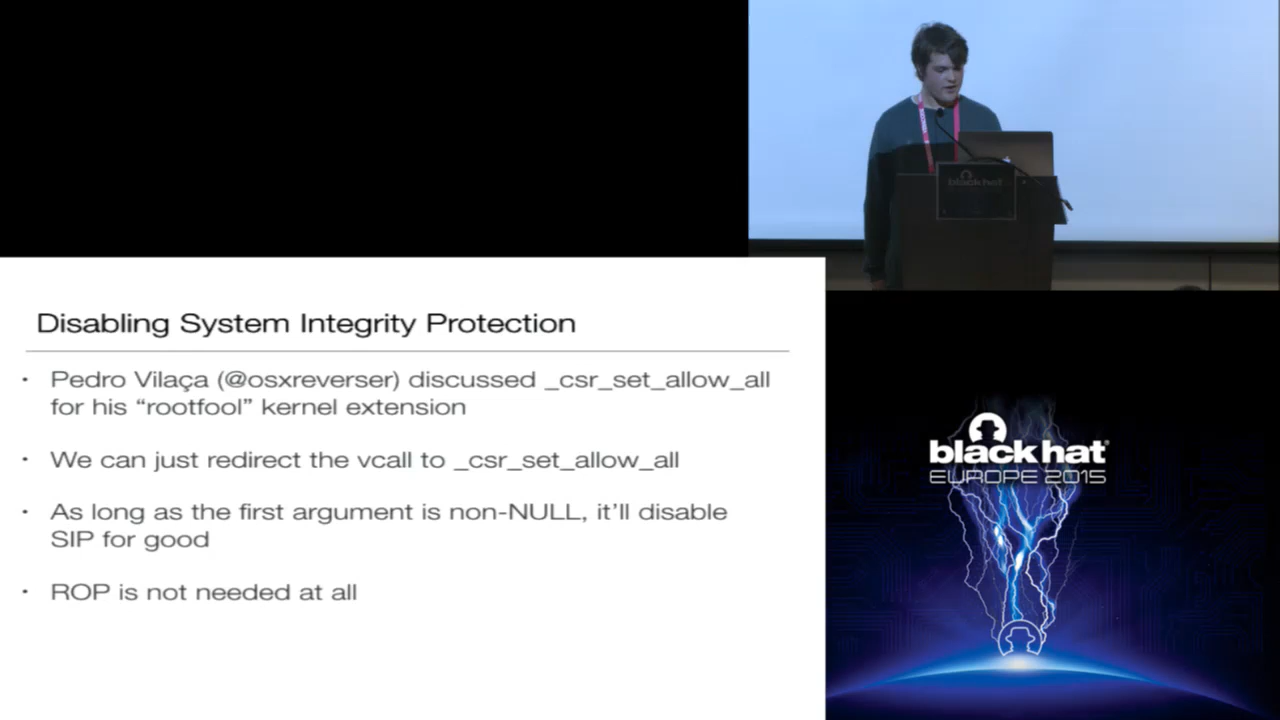 black hat
Disabling System Integrity Protection
· Pedro Vilaça (@osxreverser) discussed _csr_set_allow_all
for his “rootfool” kernel extension
· We can just redirect the vcall to _csr_set_allow_all
· As long as the first argument is non-NULL, it’ll disable
SIP for good
· ROP is not needed at all
black hat®
EUROPE 2015